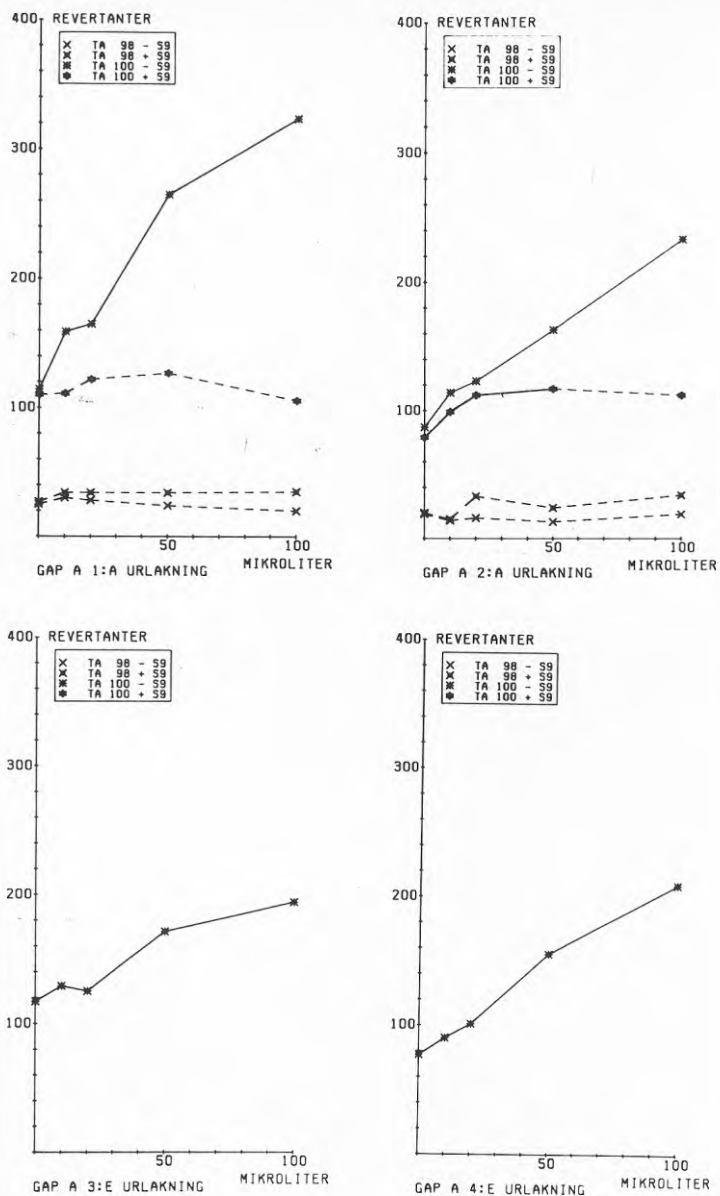 400 REVERTANTER
× TA 98 - S9
× TA 98 + S9
* TA 100 - S9
TA 100 + S9
300
200
100
50
100
GAP A 1:A URLAKNING
MIKROLITER
400 REVERTANTER
× TA 98 - S9
× TA 98 + S9
* TA 100 - S9
TA 100 + S9
300
200
100
50
100
GAP A 2:A URLAKNING
MIKROLITER
400 REVERTANTER
× TA 98 - S9
× TA 98 + S9
* TA 100 - S9
TA 100 + S9
300
200
100
50
100
GAP A 3:E URLAKNING
MIKROLITER
400 REVERTANTER
× TA 98 - S9
× TA 98 + S9
* TA 100 - S9
TA 100 + S9
300
200
100
50
100
GAP A 4:E URLAKNING
MIKROLITER